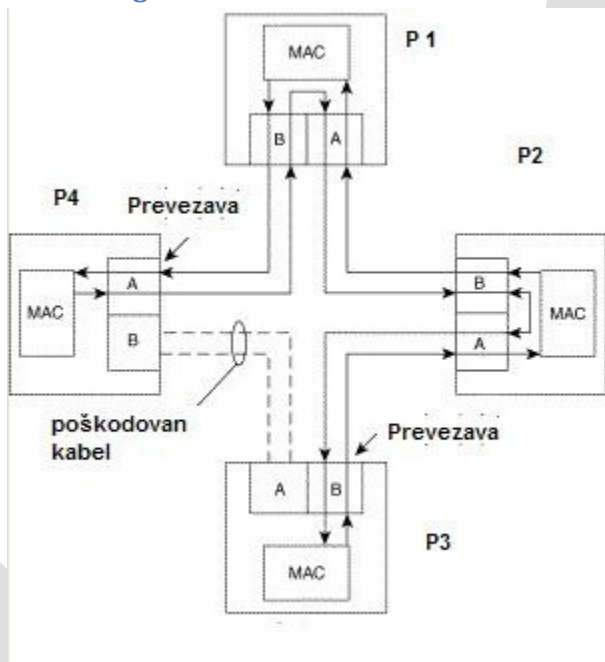 P 1
MAC
B
A
P2
P4
Prevezava
MAC
A
B
B
A
MAC
poškodovan
kabel
Prevezava
A
B
MAC
P3